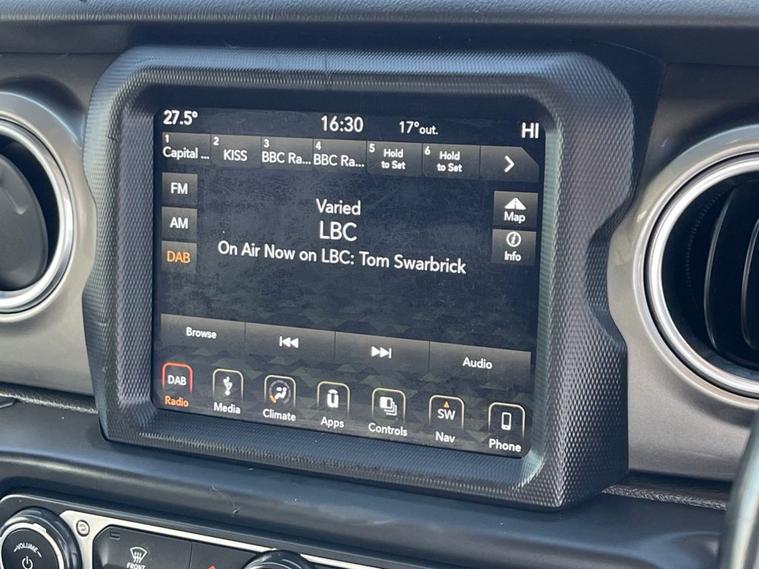 27.5° 16:30 17°out. HI
1 Capital ... 2 KISS 3 BBC Ra... 4 BBC Ra... 5 Hold to Set 6 Hold to Set
FM
AM
DAB
Varied
LBC
On Air Now on LBC: Tom Swarbrick
Map
Info
Browse Audio
DAB SW
Radio Media Climate Apps Controls Nav Phone
VOLUME
FRONT